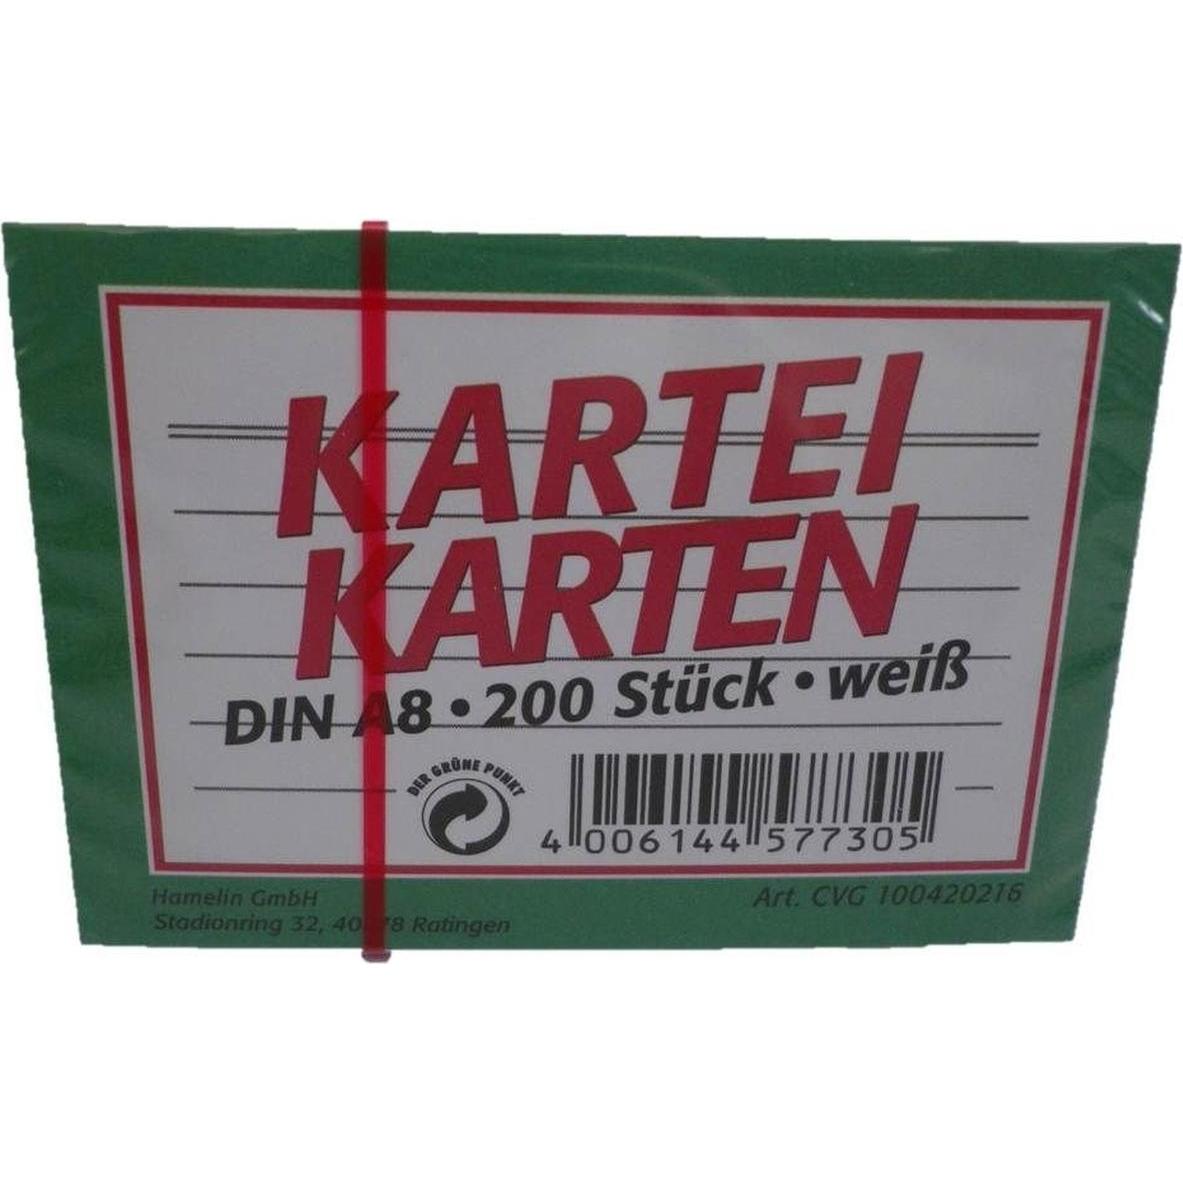 KARTEI
KARTEN
DIN A8 • 200 Stück • weiß
DER GRÜNE PUNKT
4 006144 577305
Hamelin GmbH
Art. CVG 100420216
Stadionring 32, Ratingen